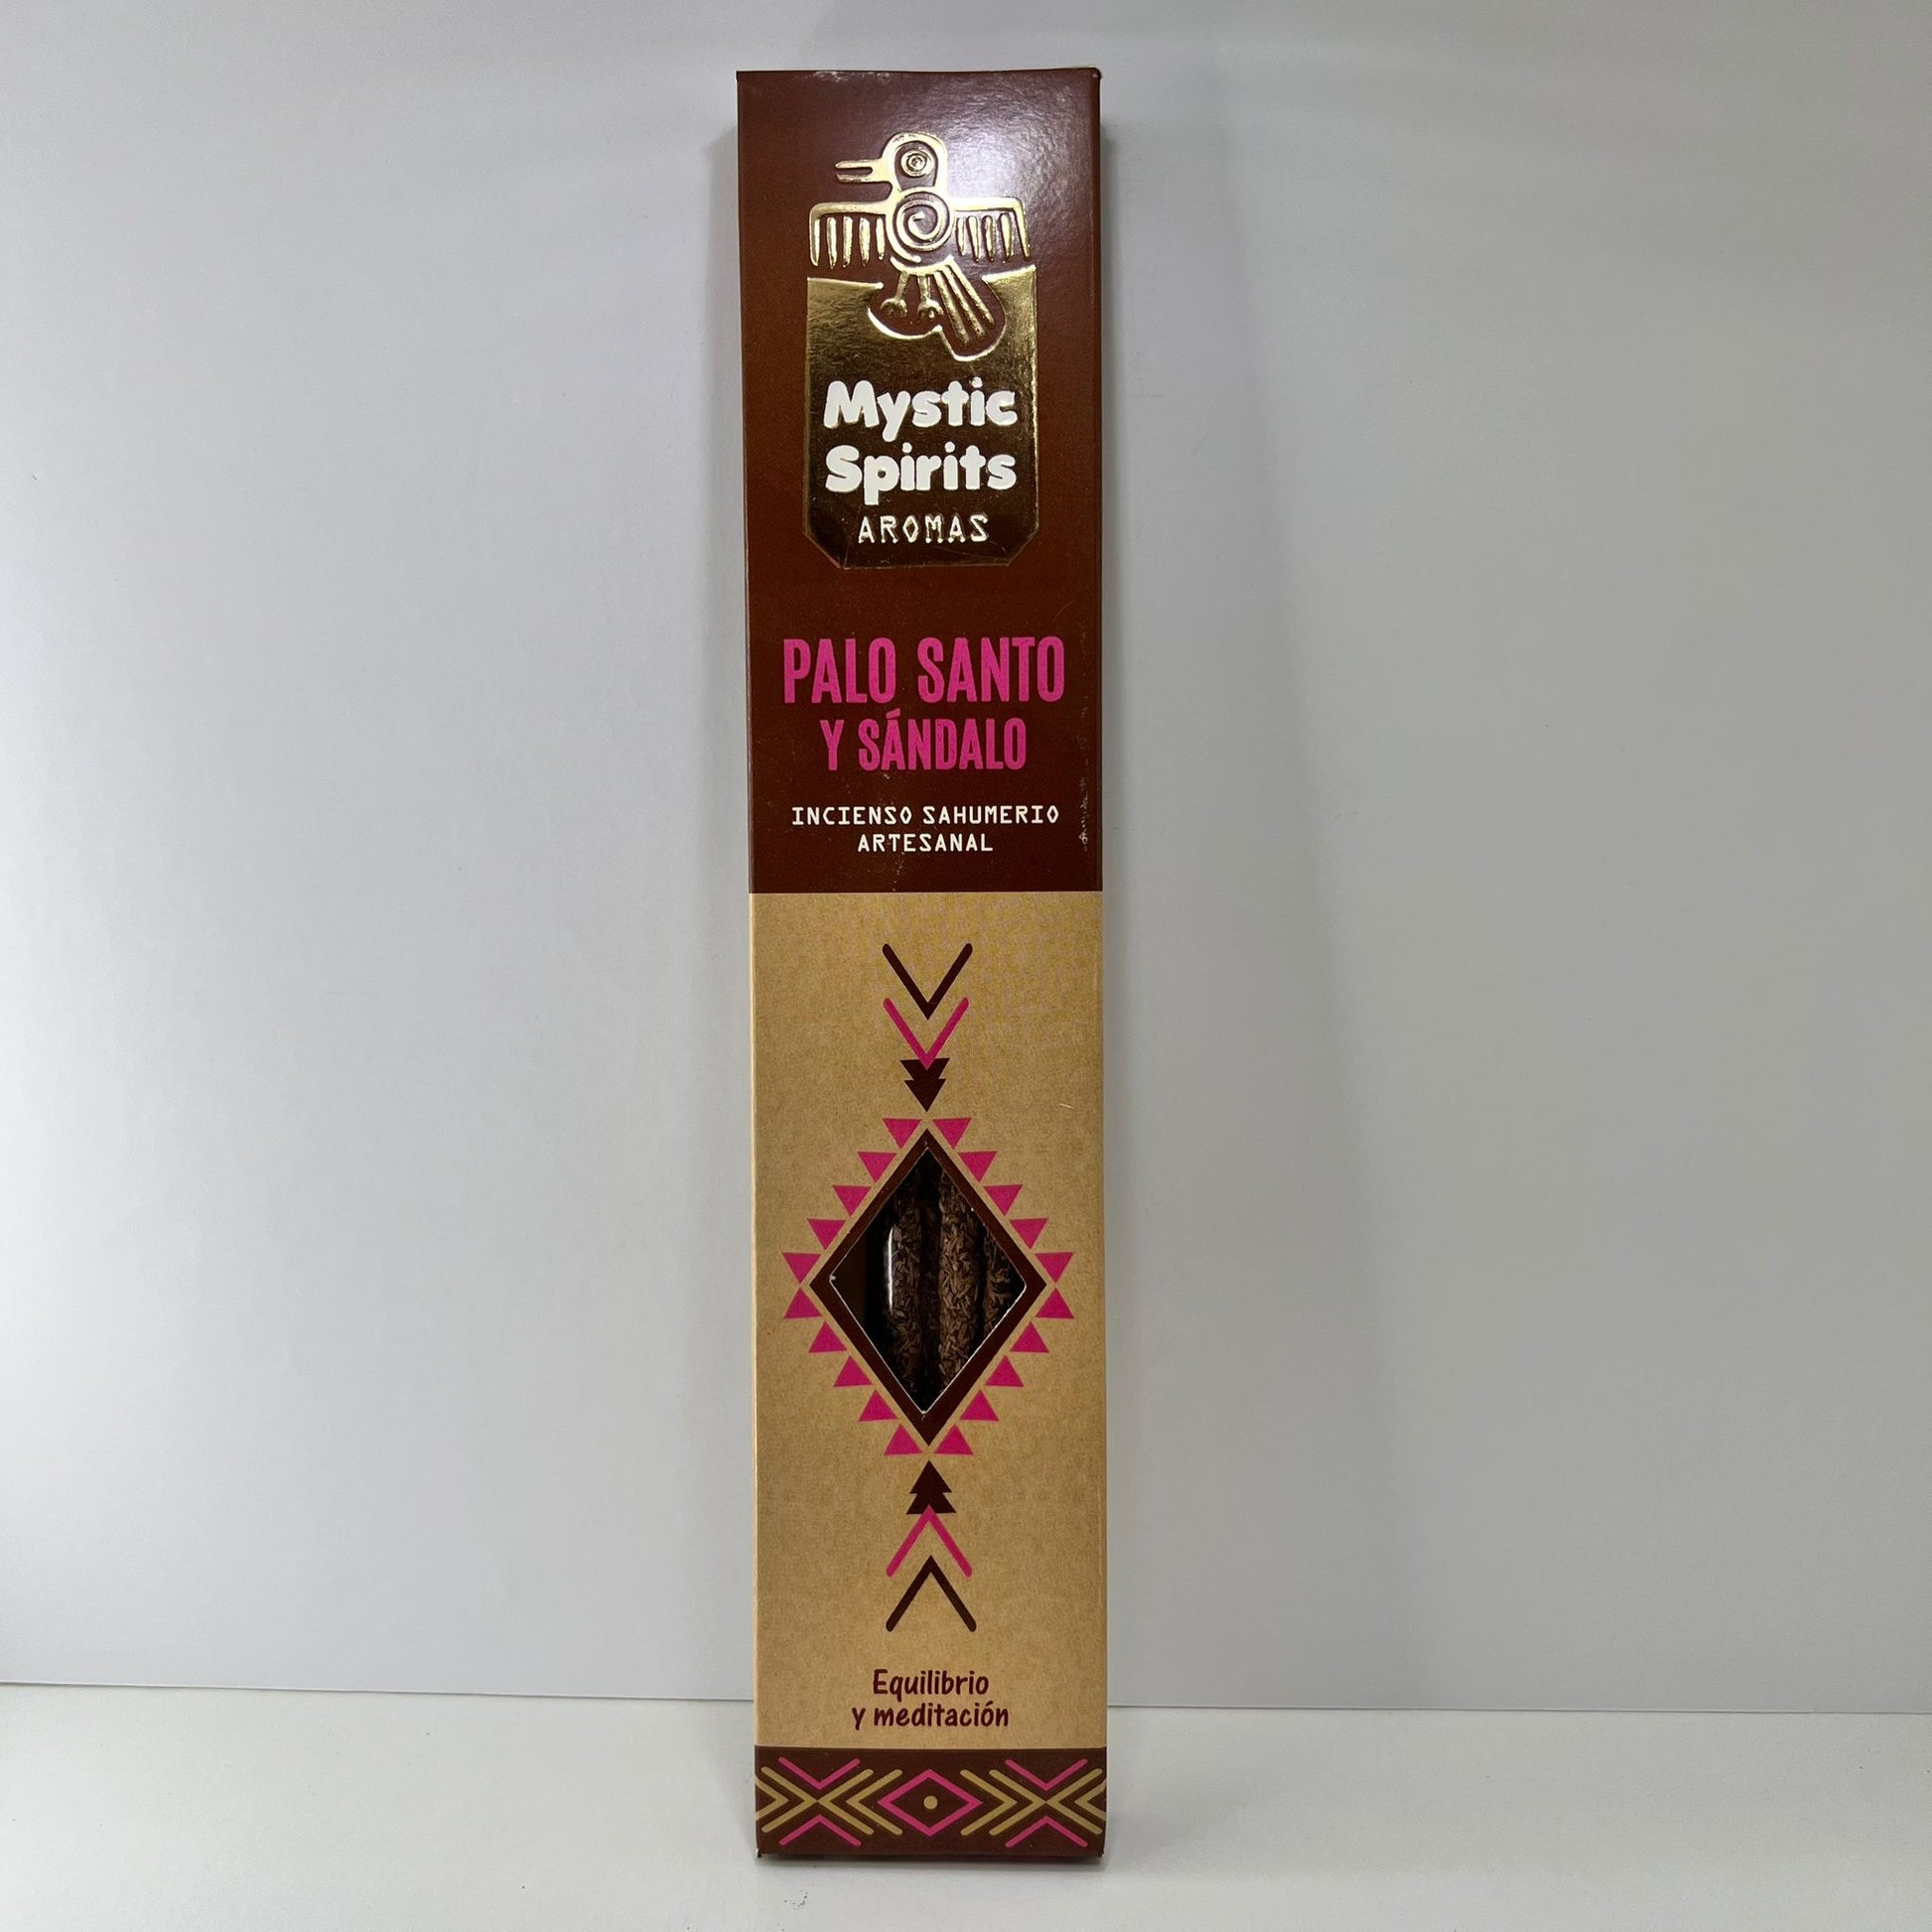 Mystic
Spirits
AROMAS
PALO SANTO
Y SÁNDALO
INCIENSO SAHUMERIO
ARTESANAL
Equilibrio
y meditación